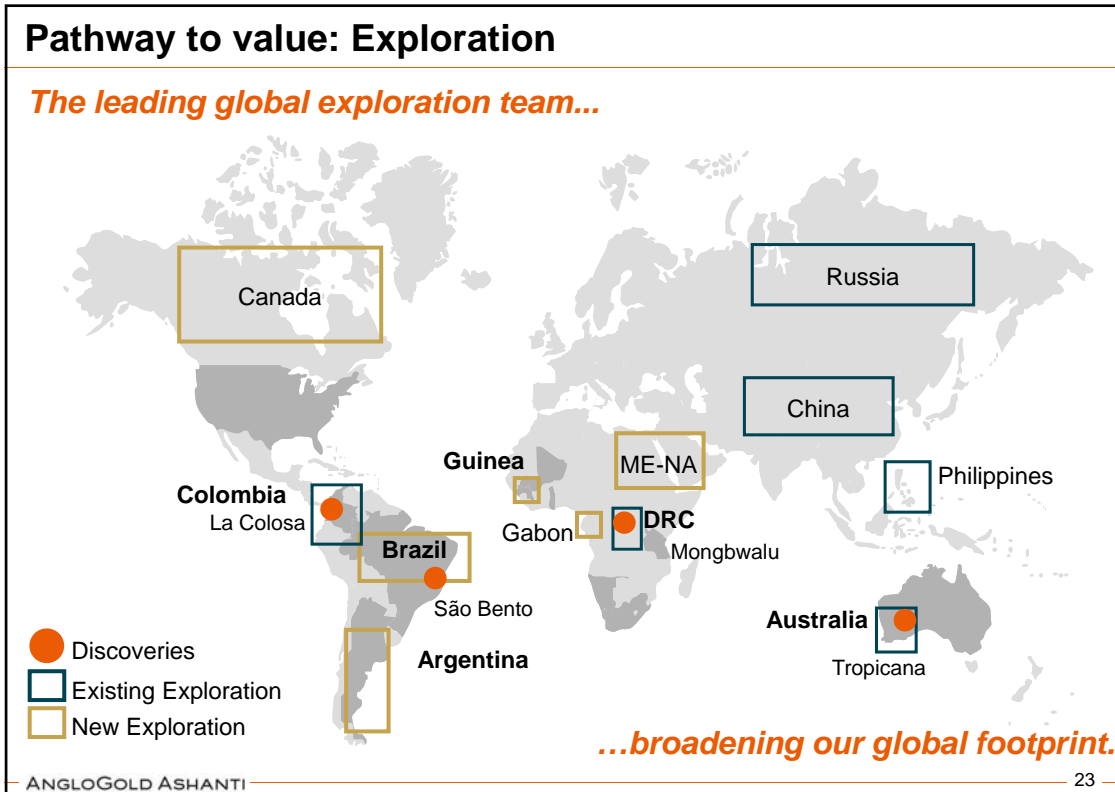 Pathway to value: Exploration
The leading global exploration team...
Canada
Russia
China
Guinea
ME-NA
Philippines
Colombia
La Colosa
Gabon
DRC
Mongbwalu
Brazil
São Bento
Australia
Tropicana
Argentina
Discoveries
Existing Exploration
New Exploration
…broadening our global footprint.
ANGLOGOLD ASHANTI
23